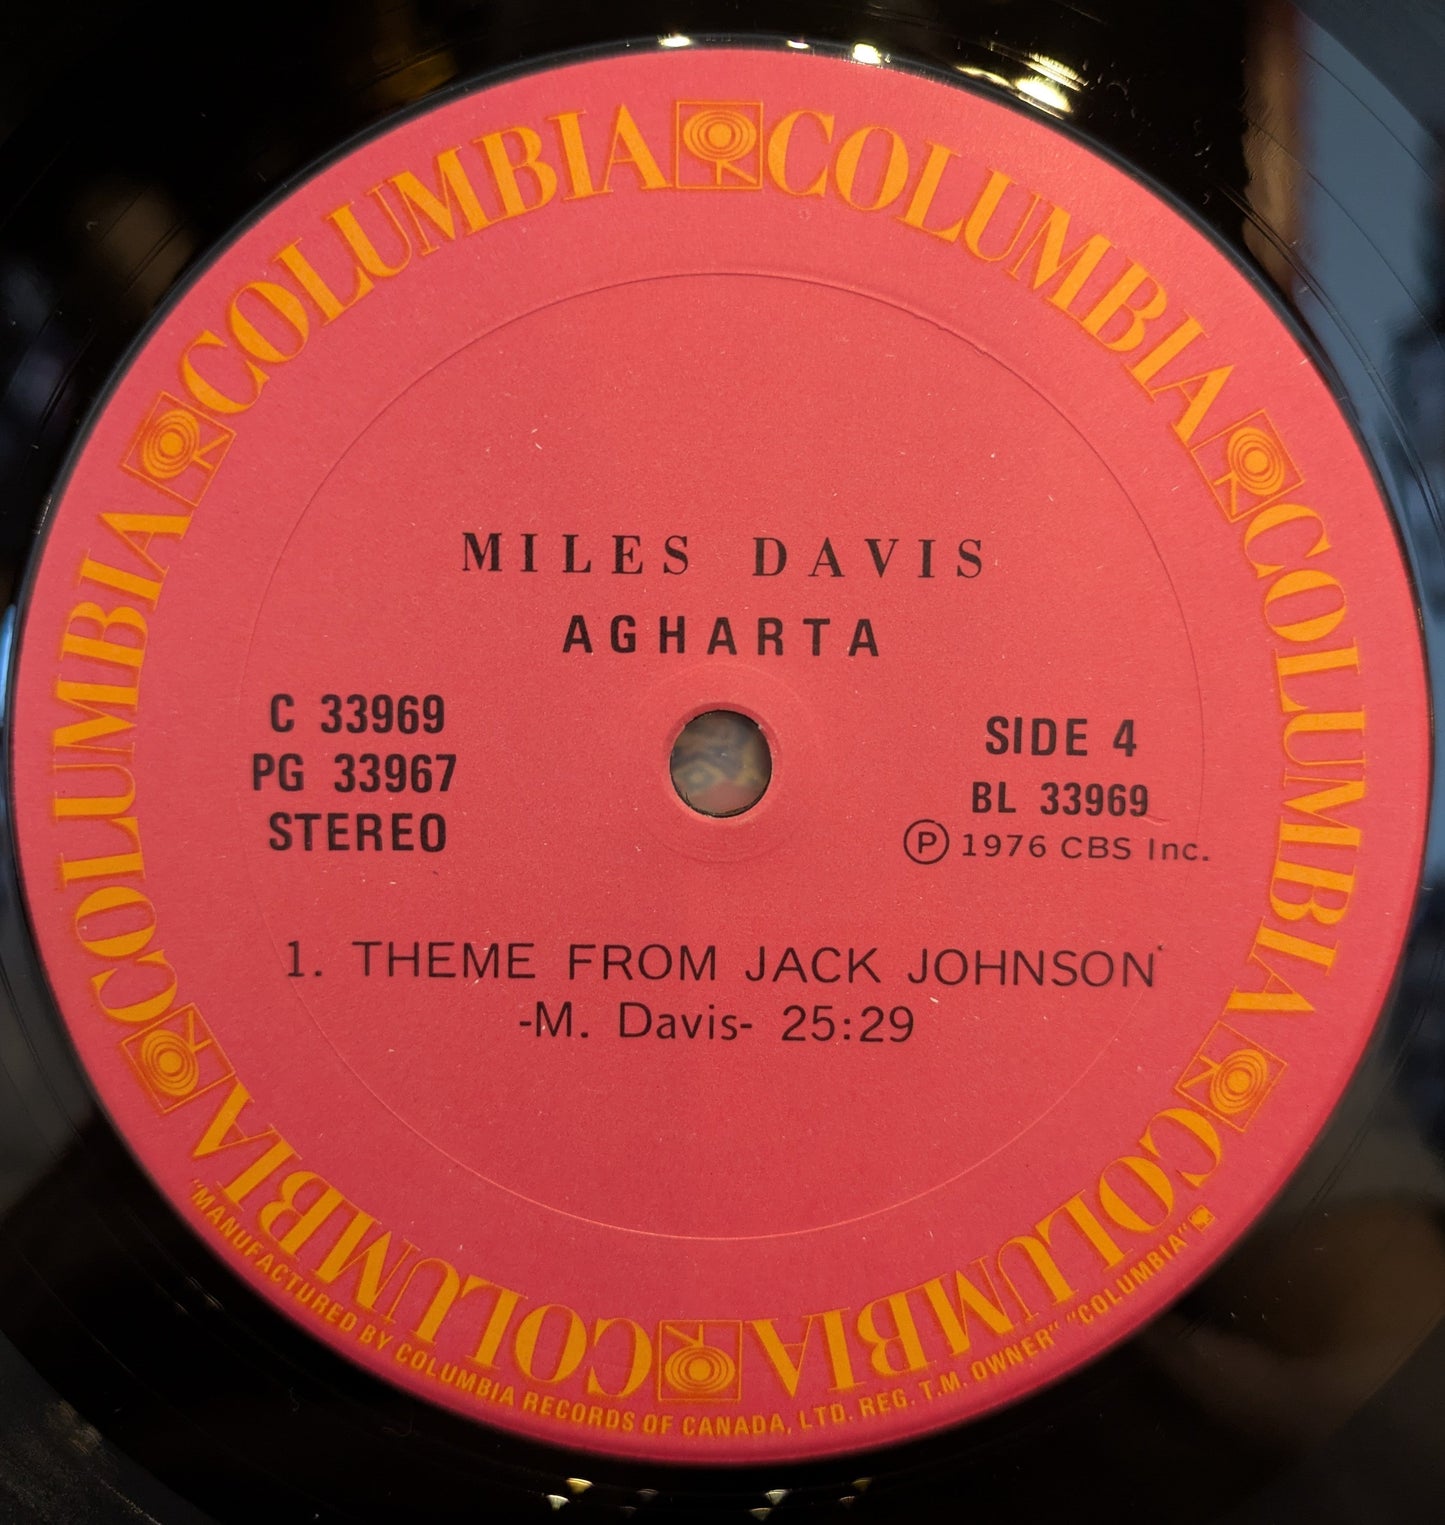 COLUMBIA COLUMBIA COLUMBIA COLUMBIA COLUMBIA COLUMBIA
MILES DAVIS
AGHARTA
C 33969
PG 33967
STEREO
SIDE 4
BL 33969
Ⓟ 1976 CBS Inc.
1. THEME FROM JACK JOHNSON
-M. Davis- 25:29
"MANUFACTURED BY COLUMBIA RECORDS OF CANADA, LTD. REG. T.M. OWNER" "COLUMBIA"